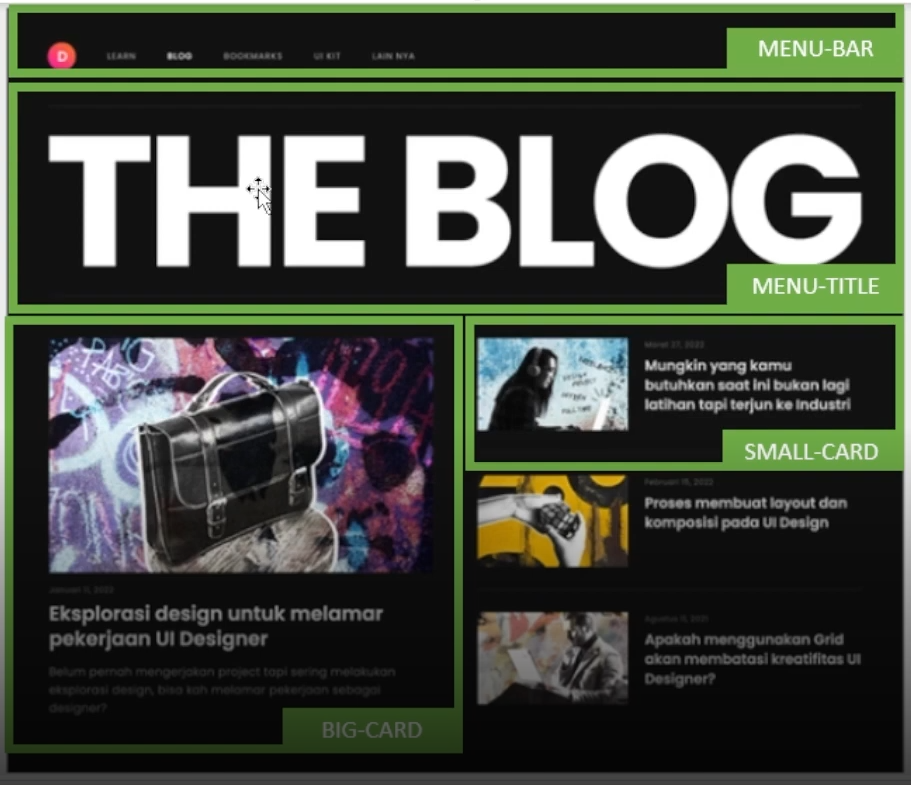 D LEARN BLOG BOOKMARKS UI KIT LAIN NYA
MENU-BAR
THE BLOG
MENU-TITLE
Januari 11, 2022
Eksplorasi design untuk melamar
pekerjaan UI Designer
Belum pernah mengerjakan project tapi sering melakukan
eksplorasi design, bisa kah melamar pekerjaan sebagai
designer?
BIG-CARD
Maret 27, 2022
Mungkin yang kamu
butuhkan saat ini bukan lagi
latihan tapi terjun ke Industri
SMALL-CARD
Februari 15, 2022
Proses membuat layout dan
komposisi pada UI Design
Agustus 11, 2021
Apakah menggunakan Grid
akan membatasi kreatifitas UI
Designer?